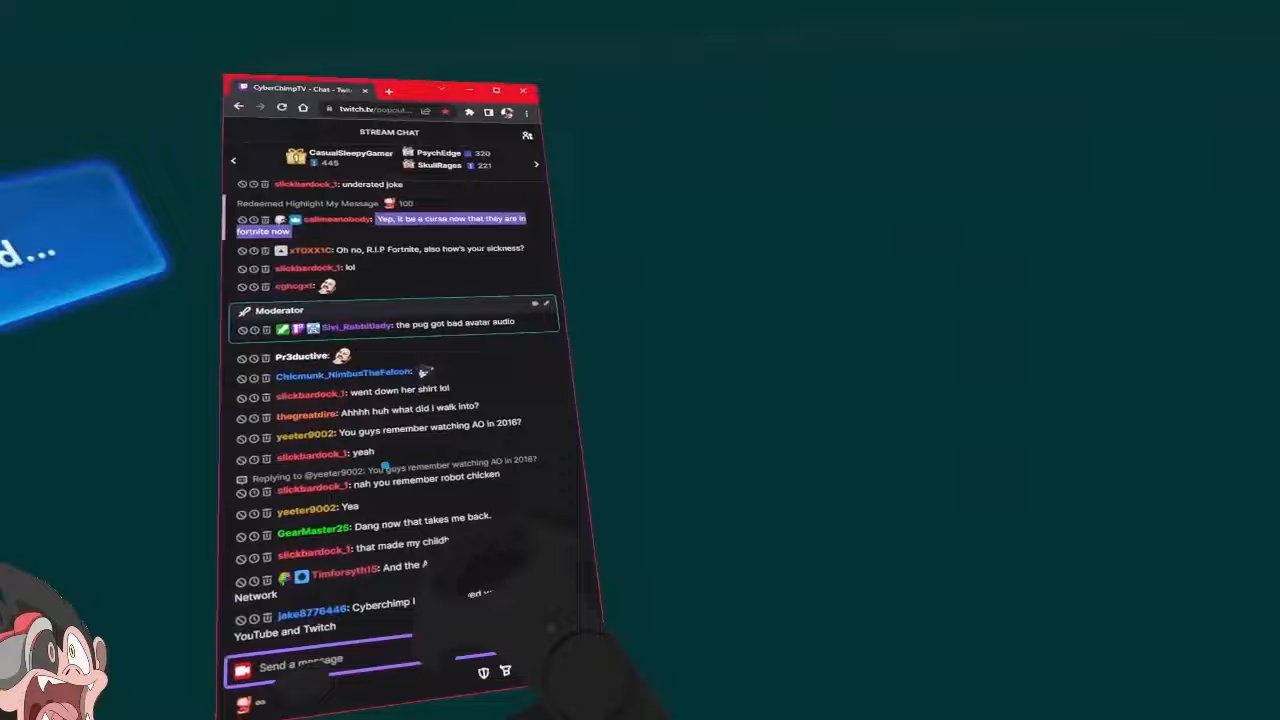 CyberChimpTV - Chat - Twit
twitch.tv/popout...
STREAM CHAT
CasualSleepyGamer
445
PsychEdge 320
SkullRages 221
d...
slickbardock_1: underated joke
Redeemed Highlight My Message 100
callmeanobody: Yep, it be a curse now that they are in
fortnite now
xT0XX1C: Oh no, R.I.P Fortnite, also how's your sickness?
slickbardock_1: lol
Moderator
Sivi_Rabbitlady: the pug got bad avatar audio
Pr3ductive:
Chicmunk_NimbusTheFelcon:
slickbardock_1: went down her shirt lol
thegreatdire: Ahhhh huh what did I walk into?
yeeter9002: You guys remember watching AO in 2016?
slickbardock_1: yeah
Replying to @yeeter9002: You guys remember watching AO in 2016?
slickbardock_1: nah you remember robot chicken
yeeter9002: Yea
GearMaster25: Dang now that takes me back.
slickbardock_1: that made my childh
Timforsyth15: And the A
Network
jake8776446: Cyberchimp
YouTube and Twitch
Send a message